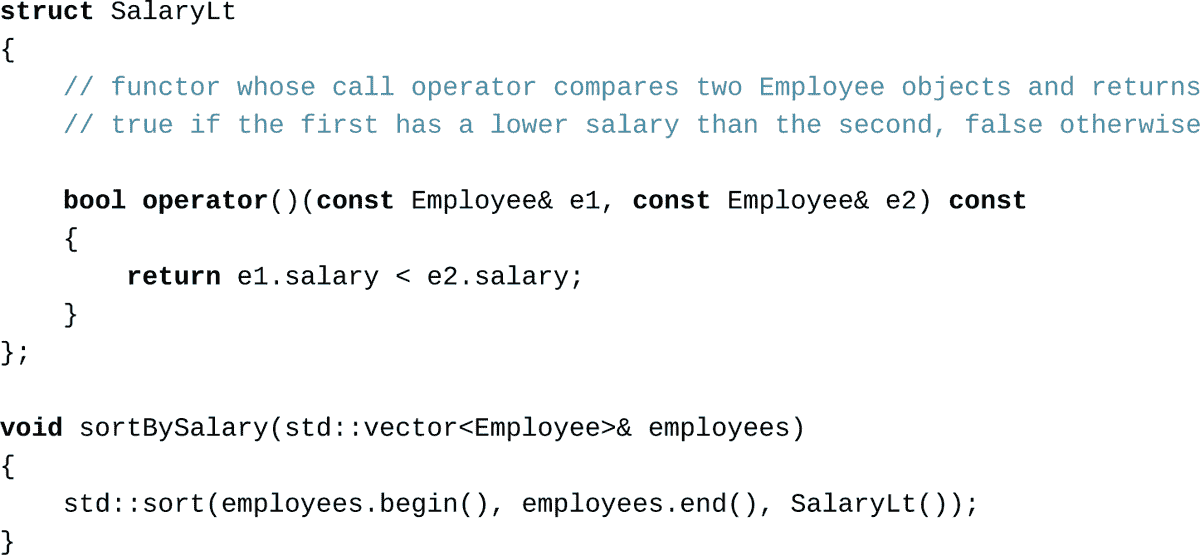 struct SalaryLt
{
    // functor whose call operator compares two Employee objects and returns
    // true if the first has a lower salary than the second, false otherwise

    bool operator()(const Employee& e1, const Employee& e2) const
    {
        return e1.salary < e2.salary;
    }
};

void sortBySalary(std::vector<Employee>& employees)
{
    std::sort(employees.begin(), employees.end(), SalaryLt());
}